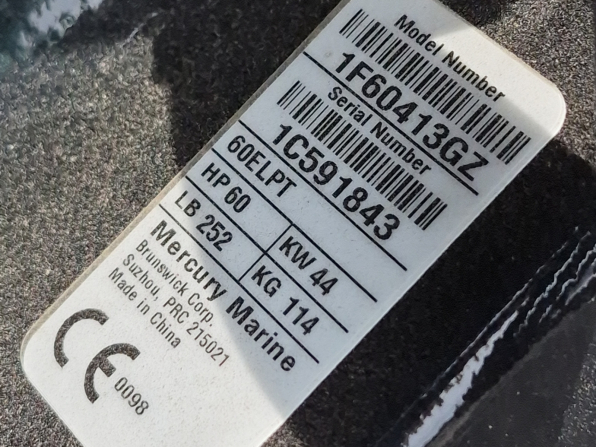 Model Number
1F60413GZ
Serial Number
1C591843
60ELPT
HP 60 KW 44
LB 252 KG 114
Mercury Marine
Brunswick Corp.
Suzhou, PRC 215021
Made in China
CE 0098